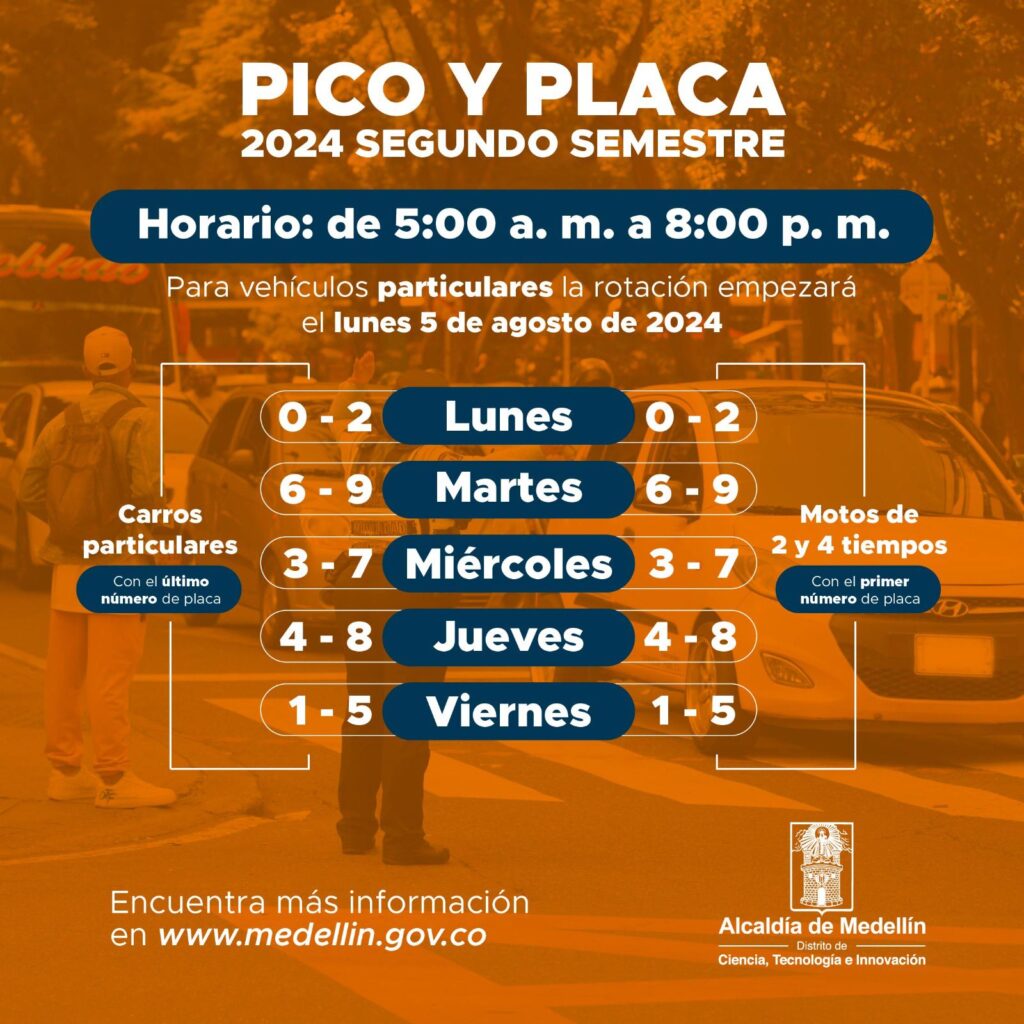 PICO Y PLACA
2024 SEGUNDO SEMESTRE
Horario: de 5:00 a. m. a 8:00 p. m.
Para vehículos particulares la rotación empezará
el lunes 5 de agosto de 2024
Carros
particulares
Con el último
número de placa
0 - 2 Lunes 0 - 2
6 - 9 Martes 6 - 9
3 - 7 Miércoles 3 - 7
4 - 8 Jueves 4 - 8
1 - 5 Viernes 1 - 5
Motos de
2 y 4 tiempos
Con el primer
número de placa
Encuentra más información
en www.medellin.gov.co
Alcaldía de Medellín
Distrito de
Ciencia, Tecnología e Innovación